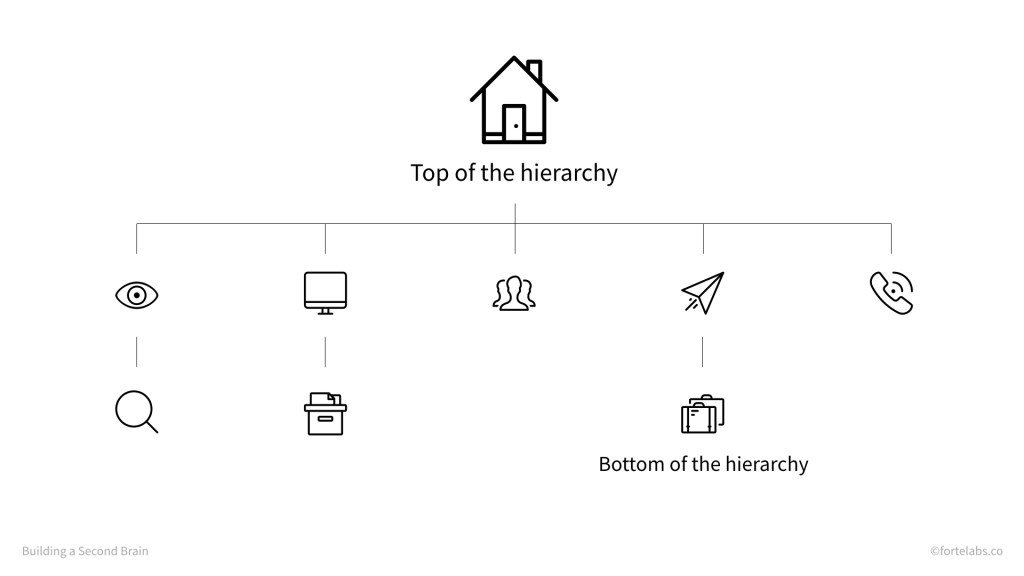 Top of the hierarchy
Bottom of the hierarchy
Building a Second Brain
©fortelabs.co